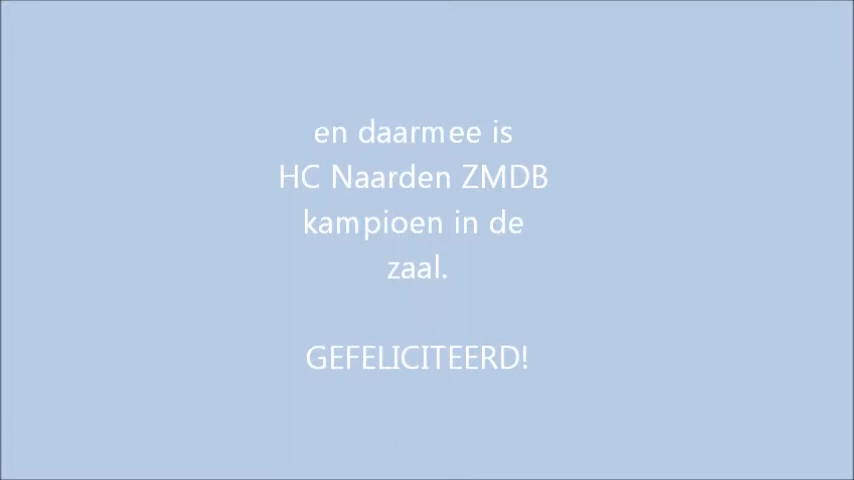 en daarmee is
HC Naarden ZMDB
kampioen in de
zaal.
GEFELICITEERD!